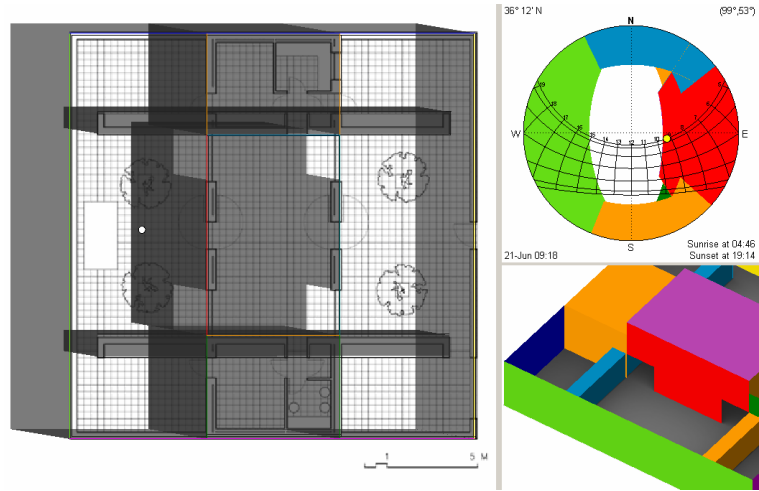 36° 12' N
(99°,53°)
N
W
E
S
21-Jun 09:18
Sunrise at 04:46
Sunset at 19:14
1
5 M